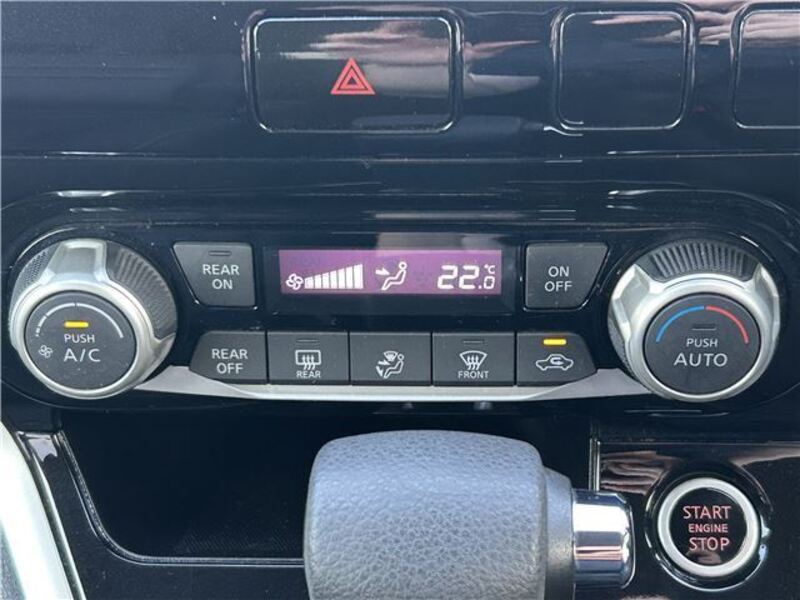 REAR
ON
22.0
°C
ON
OFF
PUSH
A/C
PUSH
AUTO
REAR
OFF
REAR
FRONT
START
ENGINE
STOP